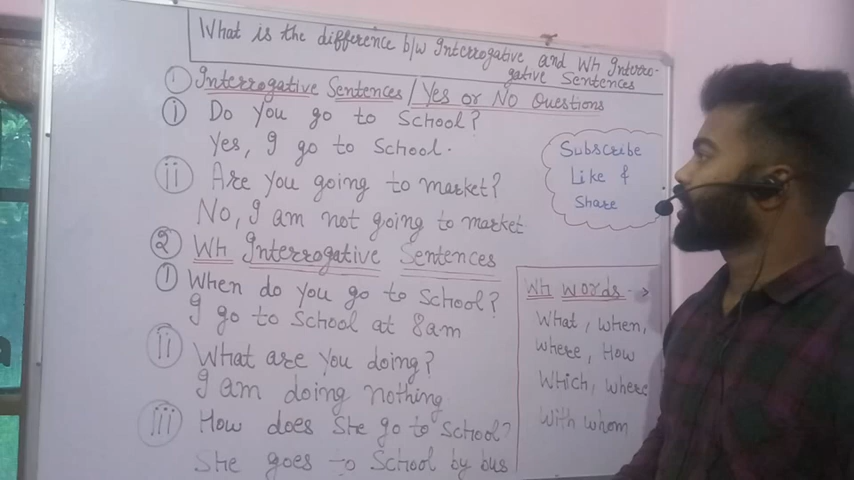 What is the difference b/w Interrogative and Wh Interro-
gative Sentences
① Interrogative Sentences / Yes or No Questions
ⓘ Do you go to School?
Yes, I go to School.
ii Are you going to market?
No, I am not going to market
② Wh Interrogative Sentences
① When do you go to School?
I go to School at 8am
ii What are you doing?
I am doing nothing
iii How does She go to School?
She goes to School by bus
Subscribe
Like &
Share
Wh words →
What, when,
where, How
Which, where
With whom